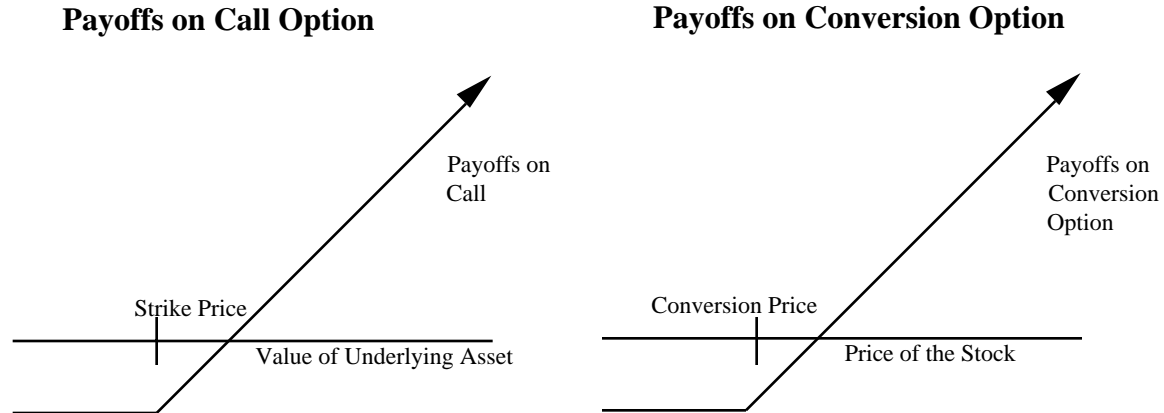 Payoffs on Call Option
Payoffs on Conversion Option
Payoffs on
Call
Payoffs on
Conversion
Option
Strike Price
Conversion Price
Value of Underlying Asset
Price of the Stock